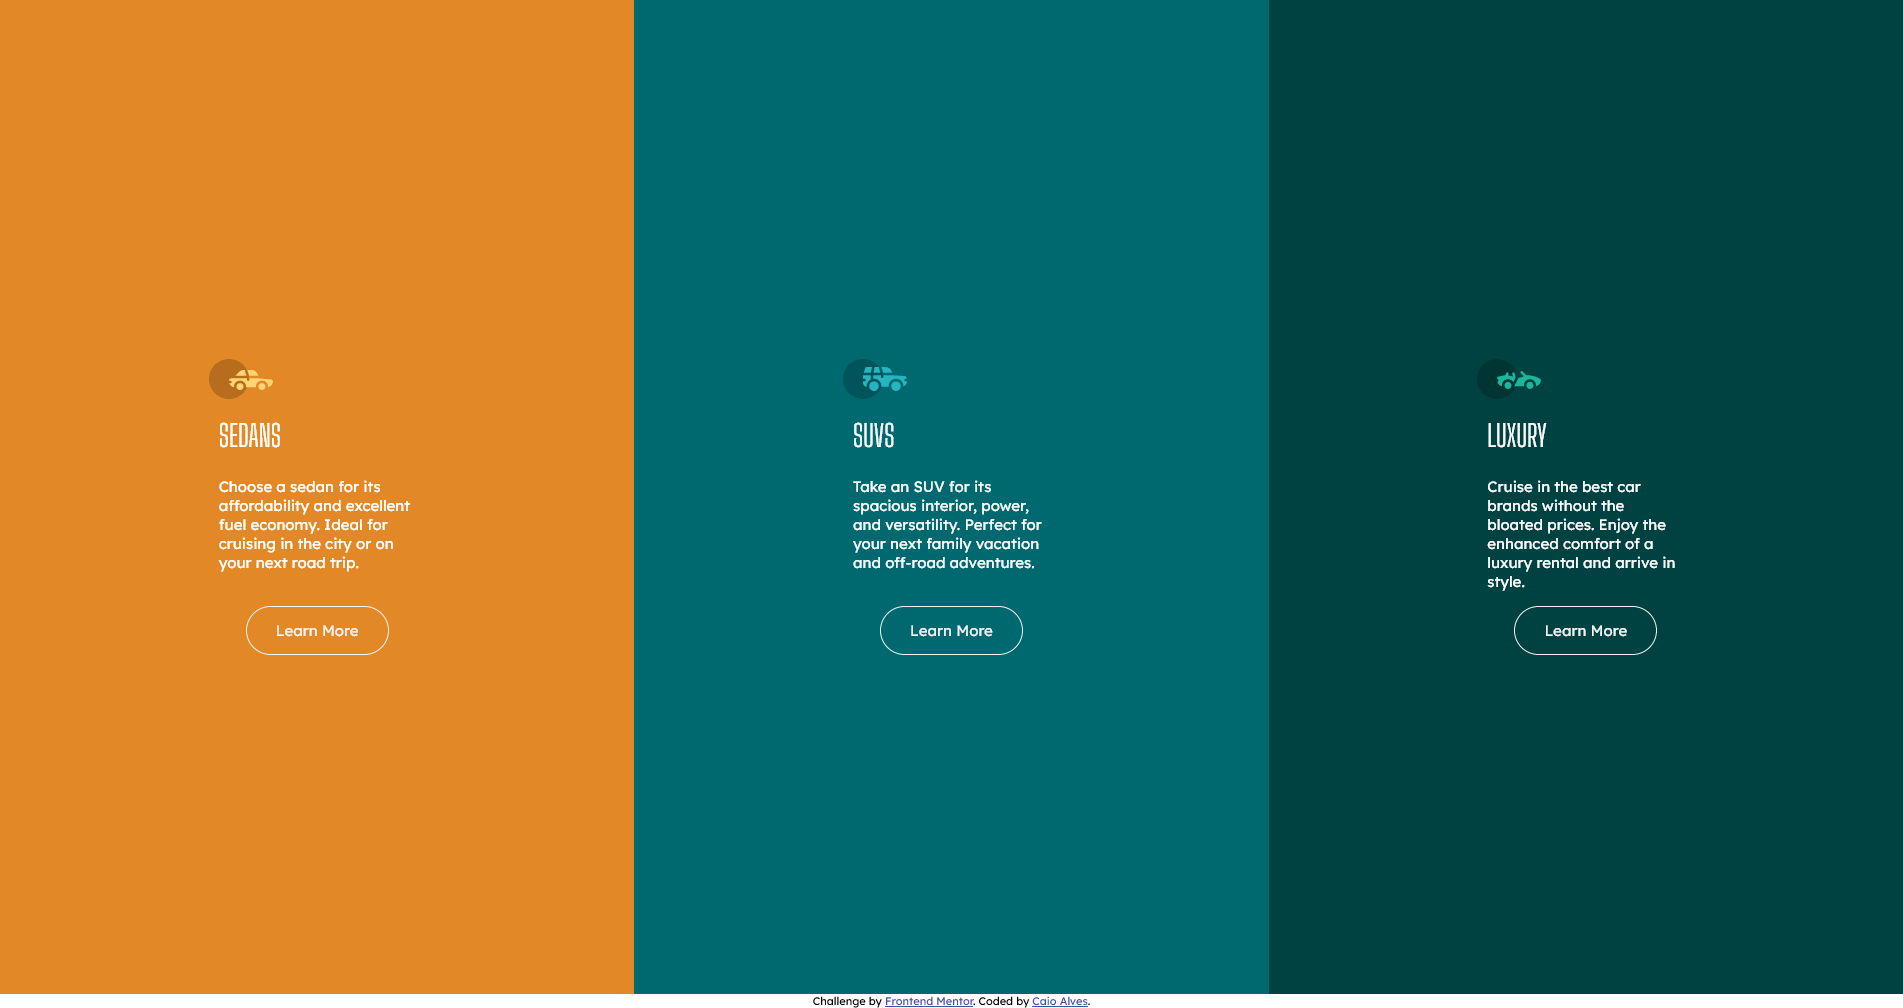 SEDANS
Choose a sedan for its
affordability and excellent
fuel economy. Ideal for
cruising in the city or on
your next road trip.
Learn More
SUVS
Take an SUV for its
spacious interior, power,
and versatility. Perfect for
your next family vacation
and off-road adventures.
Learn More
LUXURY
Cruise in the best car
brands without the
bloated prices. Enjoy the
enhanced comfort of a
luxury rental and arrive in
style.
Learn More
Challenge by Frontend Mentor. Coded by Caio Alves.